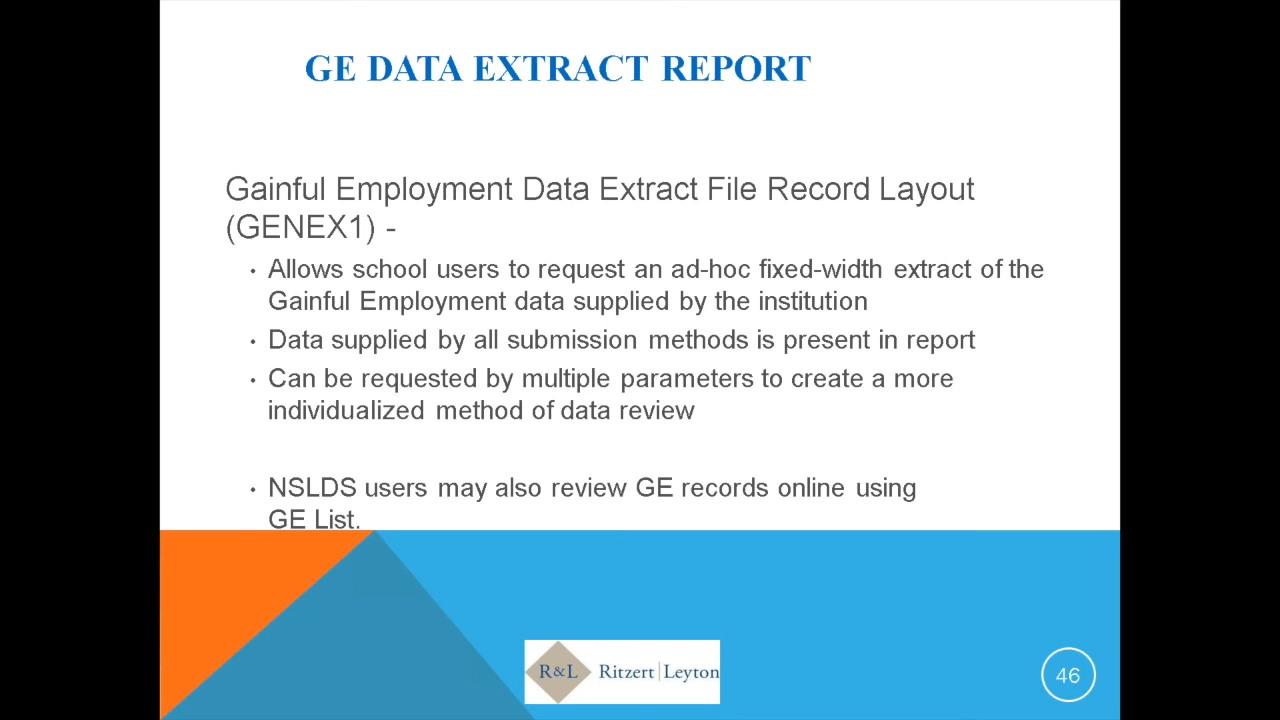 GE DATA EXTRACT REPORT
Gainful Employment Data Extract File Record Layout
(GENEX1) -
• Allows school users to request an ad-hoc fixed-width extract of the
Gainful Employment data supplied by the institution
• Data supplied by all submission methods is present in report
• Can be requested by multiple parameters to create a more
individualized method of data review
• NSLDS users may also review GE records online using
GE List.
R&L Ritzert|Leyton
46